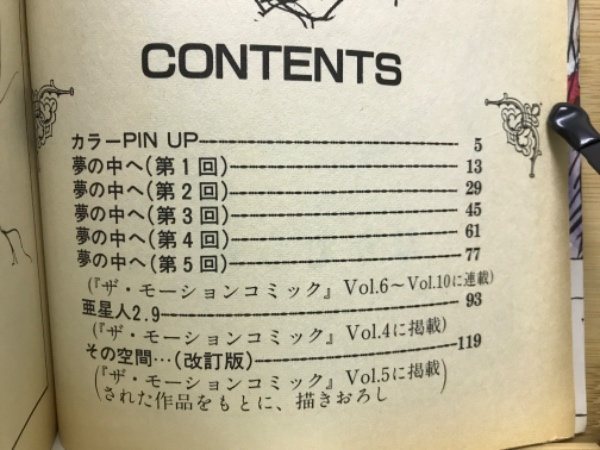 CONTENTS
カラーPIN UP 5
夢の中へ(第1回) 13
夢の中へ(第2回) 29
夢の中へ(第3回) 45
夢の中へ(第4回) 61
夢の中へ(第5回) 77
(『ザ・モーションコミック』Vol.6〜Vol.10に連載)
亜星人2.9 93
(『ザ・モーションコミック』Vol.4に掲載)
その空間…(改訂版) 119
(『ザ・モーションコミック』Vol.5に掲載
された作品をもとに、描きおろし)